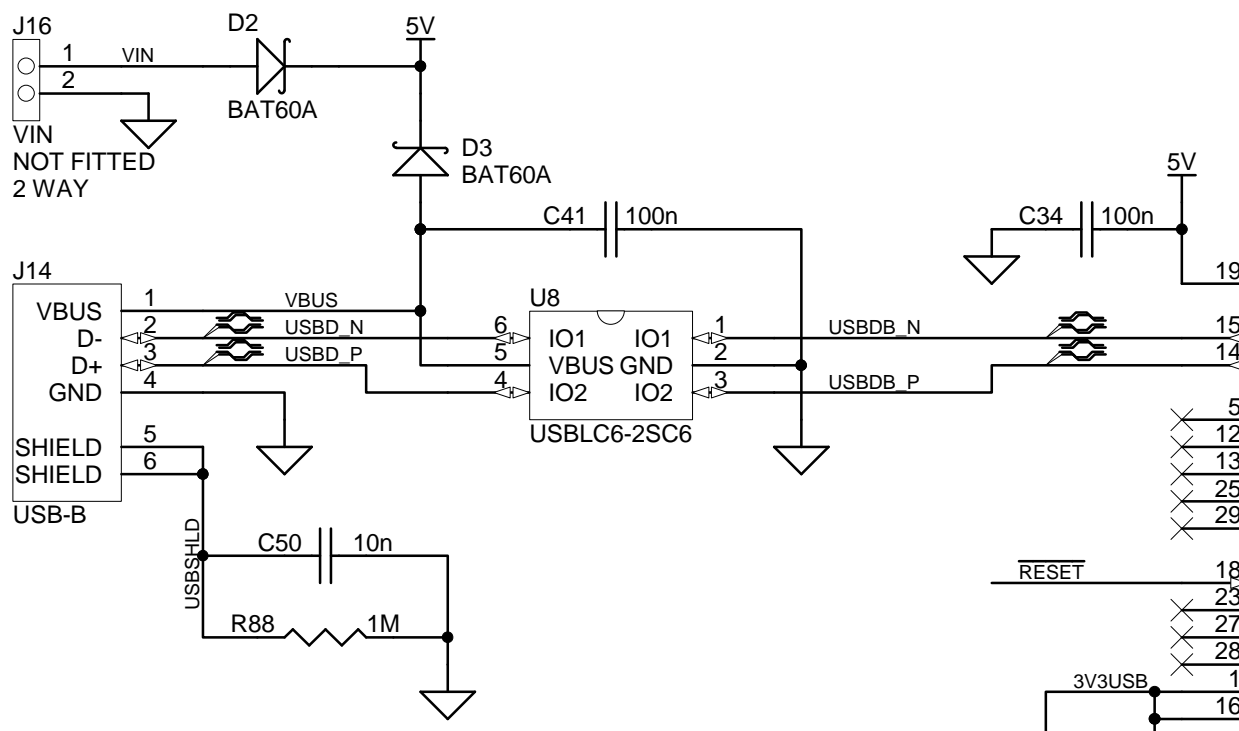 J16
1
VIN
2
VIN
NOT FITTED
2 WAY
D2
BAT60A
5V
D3
BAT60A
C41
100n
C34
100n
5V
19
J14
VBUS
D-
D+
GND
SHIELD
SHIELD
USB-B
1
2
3
4
5
6
VBUS
USBD_N
USBD_P
U8
6
5
4
IO1 IO1
VBUS GND
IO2 IO2
1
2
3
USBLC6-2SC6
USBDB_N
USBDB_P
15
14
5
12
13
25
29
RESET
18
23
27
28
3V3USB
1
16
USBSHLD
C50
10n
R88
1M